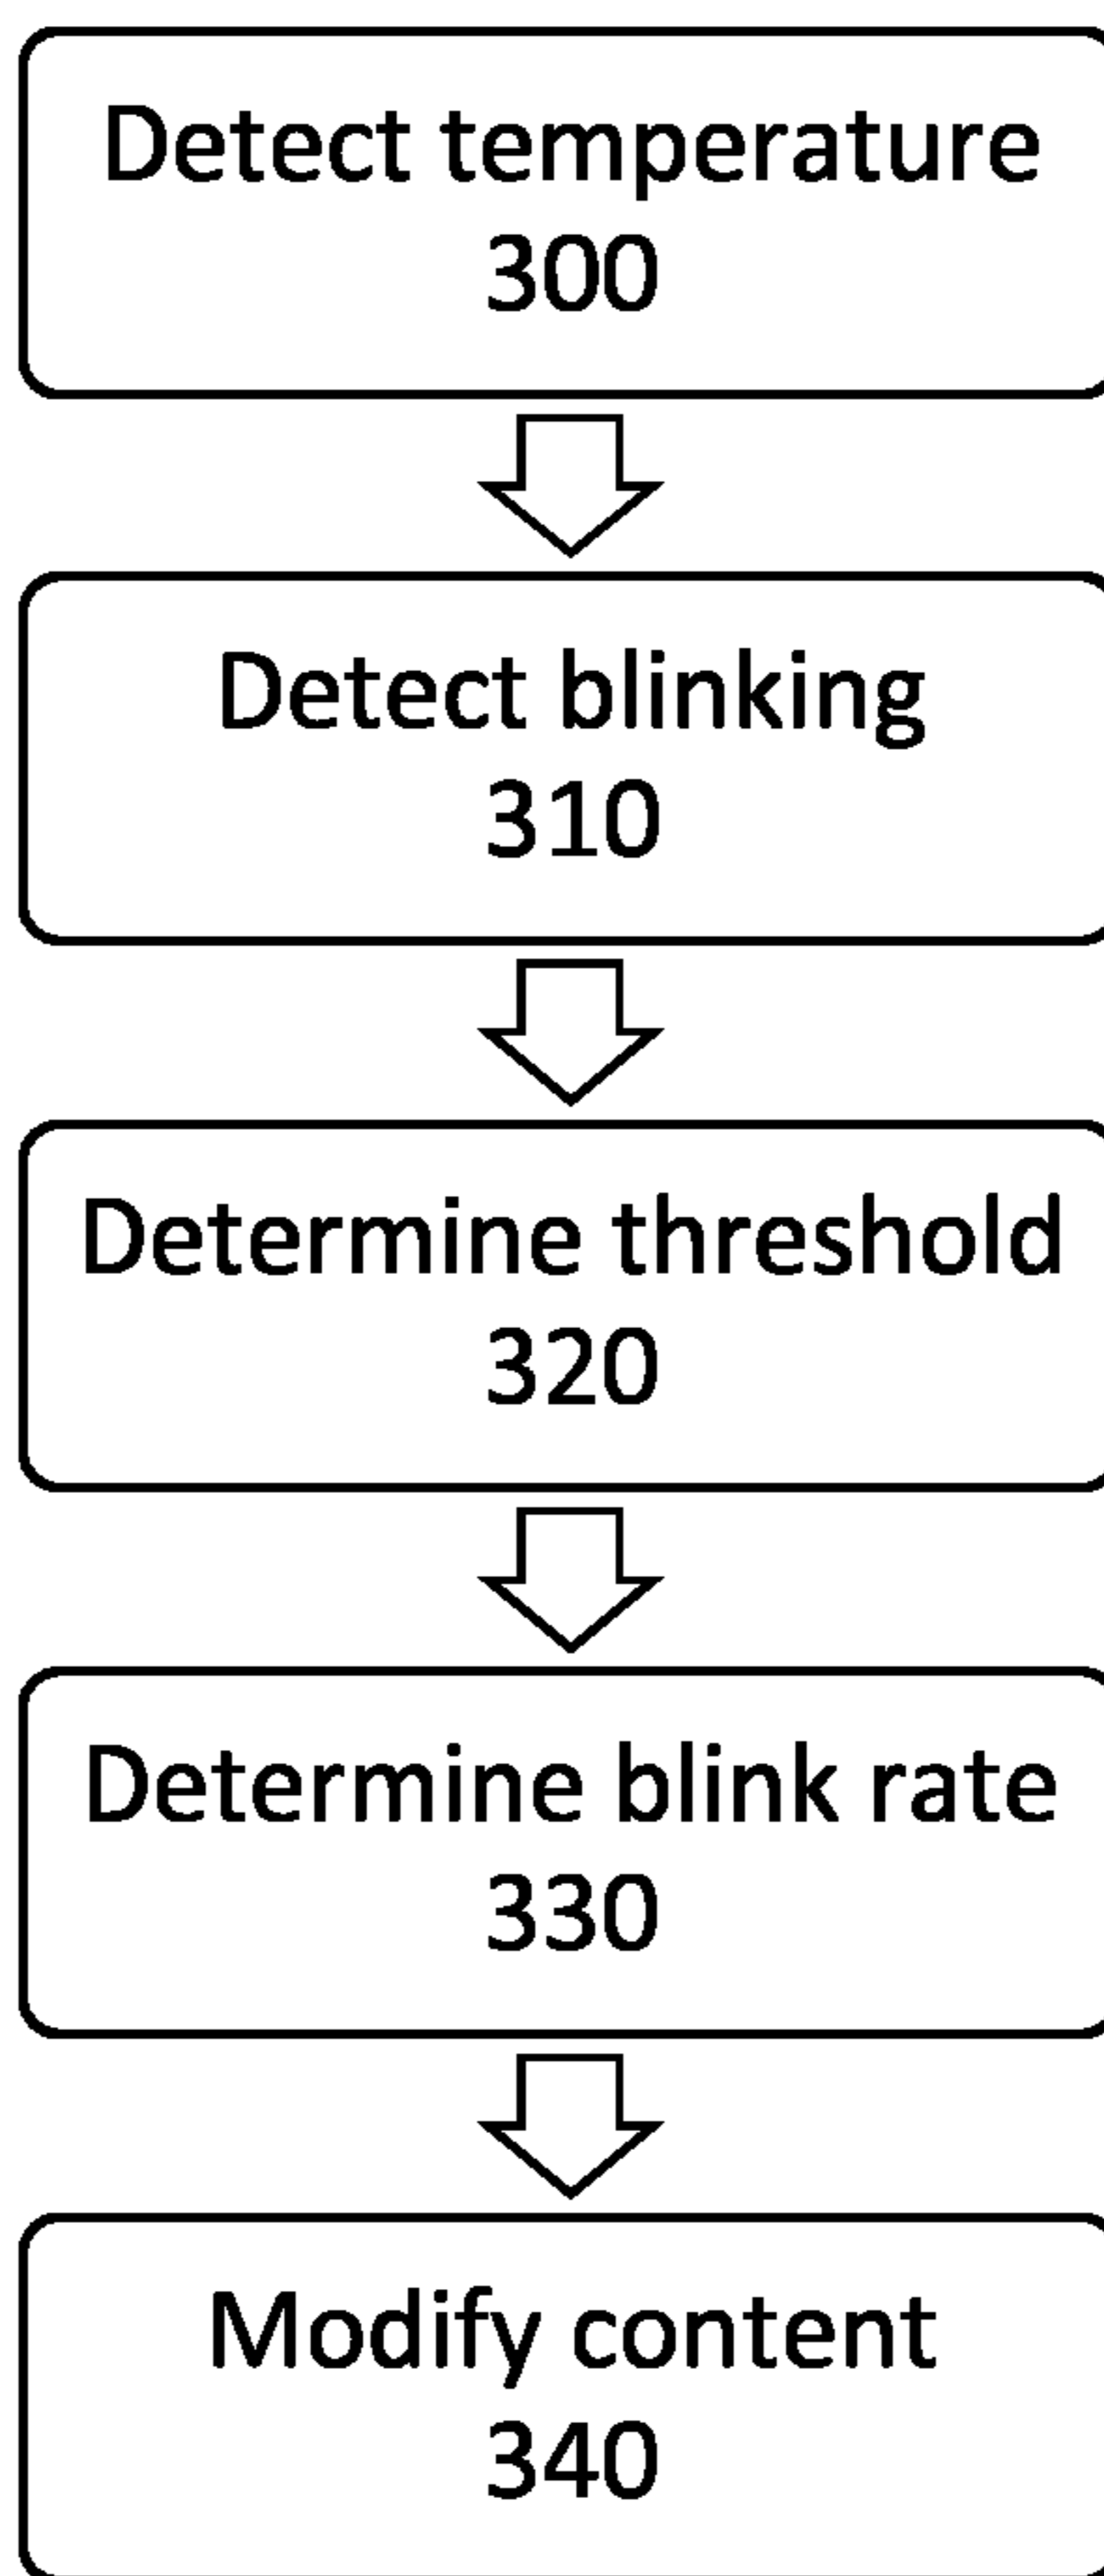 Detect temperature
300
Detect blinking
310
Determine threshold
320
Determine blink rate
330
Modify content
340